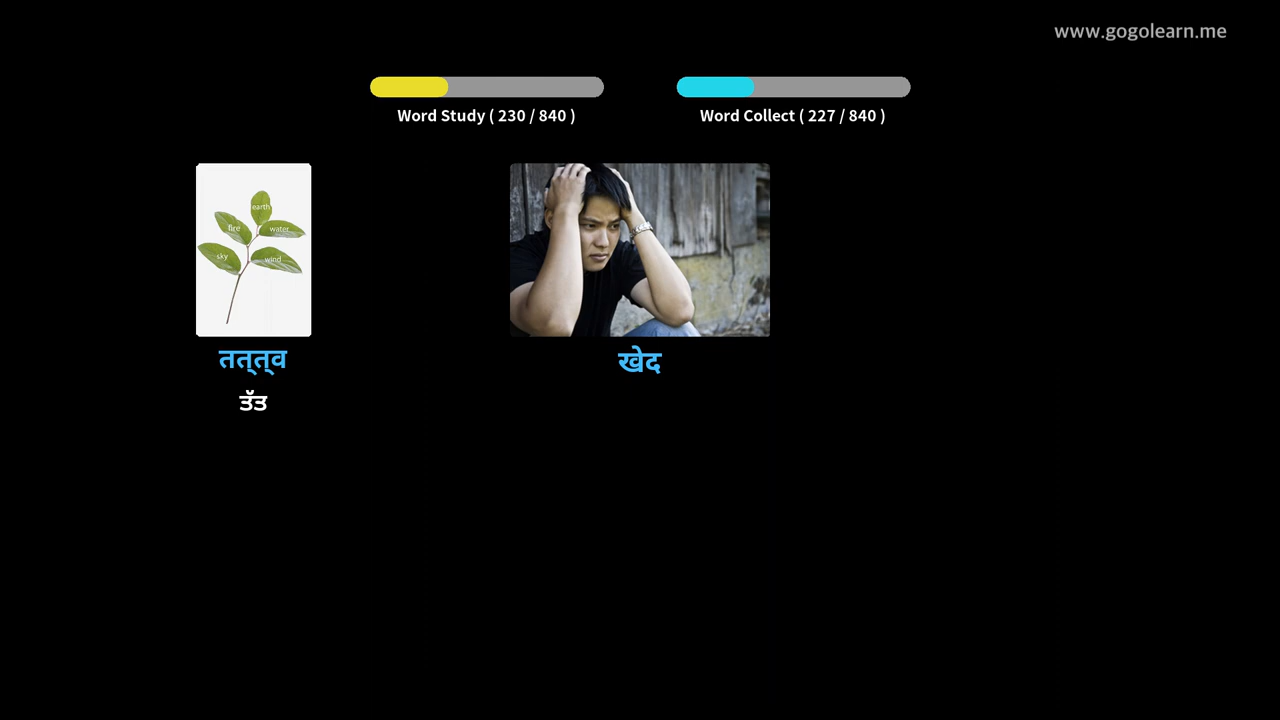 www.gogolearn.me
Word Study ( 230 / 840 )
Word Collect ( 227 / 840 )
earth
fire
water
sky
wind
तत्त्व
खेद
ਤੱਤ